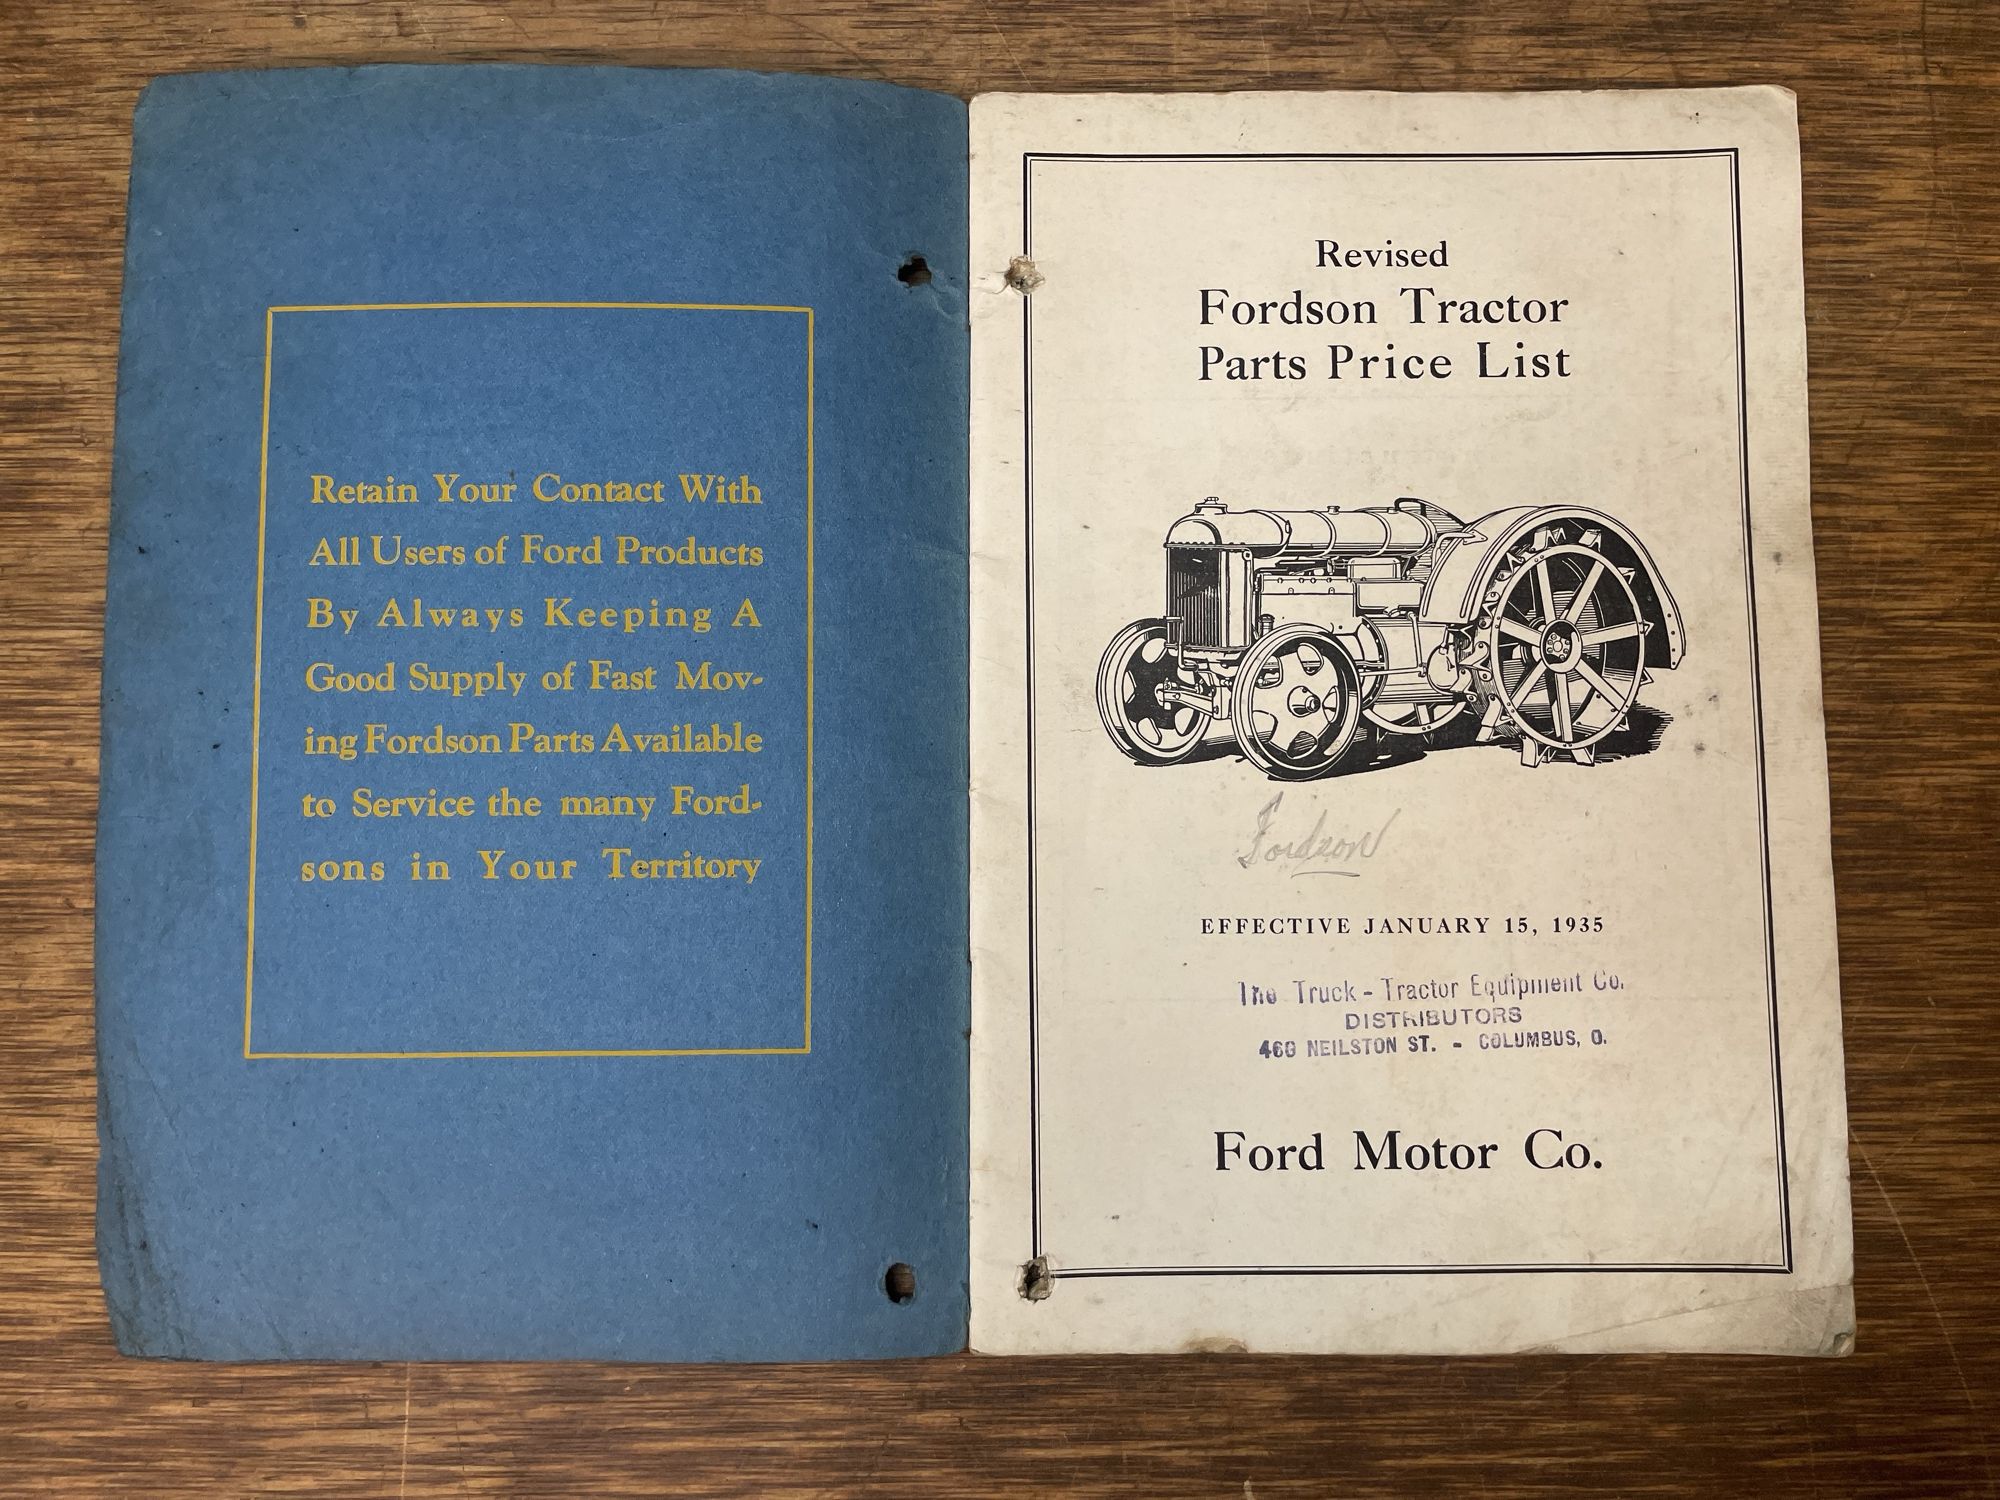 Retain Your Contact With
All Users of Ford Products
By Always Keeping A
Good Supply of Fast Mov-
ing Fordson Parts Available
to Service the many Ford-
sons in Your Territory
Revised
Fordson Tractor
Parts Price List
Fordson
EFFECTIVE JANUARY 15, 1935
The Truck - Tractor Equipment Co.
DISTRIBUTORS
NEILSTON ST. - COLUMBUS, O.
Ford Motor Co.